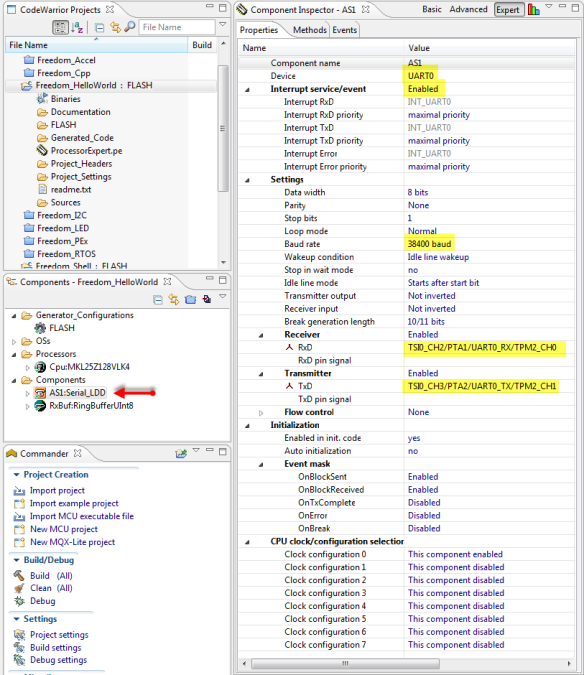 CodeWarrior Projects
File Name
File Name Build
Freedom_Accel
Freedom_Cpp
Freedom_HelloWorld : FLASH
Binaries
Documentation
FLASH
Generated_Code
ProcessorExpert.pe
Project_Headers
Project_Settings
readme.txt
Sources
Freedom_I2C
Freedom_LED
Freedom_PEx
Freedom_RTOS
Freedom_Shell : FLASH
Components - Freedom_HelloWorld
Generator_Configurations
FLASH
OSs
Processors
Cpu:MKL25Z128VLK4
Components
AS1:Serial_LDD
RxBuf:RingBufferUInt8
Commander
Project Creation
Import project
Import example project
Import MCU executable file
New MCU project
New MQX-Lite project
Build/Debug
Build (All)
Clean (All)
Debug
Settings
Project settings
Build settings
Debug settings
Component Inspector - AS1 Basic Advanced Expert
Properties Methods Events
Name Value
Component name AS1
Device UART0
Interrupt service/event Enabled
Interrupt RxD INT_UART0
Interrupt RxD priority maximal priority
Interrupt TxD INT_UART0
Interrupt TxD priority maximal priority
Interrupt Error INT_UART0
Interrupt Error priority maximal priority
Settings
Data width 8 bits
Parity None
Stop bits 1
Loop mode Normal
Baud rate 38400 baud
Wakeup condition Idle line wakeup
Stop in wait mode no
Idle line mode Starts after start bit
Transmitter output Not inverted
Receiver input Not inverted
Break generation length 10/11 bits
Receiver Enabled
RxD TSI0_CH2/PTA1/UART0_RX/TPM2_CH0
RxD pin signal
Transmitter Enabled
TxD TSI0_CH3/PTA2/UART0_TX/TPM2_CH1
TxD pin signal
Flow control None
Initialization
Enabled in init. code yes
Auto initialization no
Event mask
OnBlockSent Enabled
OnBlockReceived Enabled
OnTxComplete Disabled
OnError Disabled
OnBreak Disabled
CPU clock/configuration selection
Clock configuration 0 This component enabled
Clock configuration 1 This component disabled
Clock configuration 2 This component disabled
Clock configuration 3 This component disabled
Clock configuration 4 This component disabled
Clock configuration 5 This component disabled
Clock configuration 6 This component disabled
Clock configuration 7 This component disabled